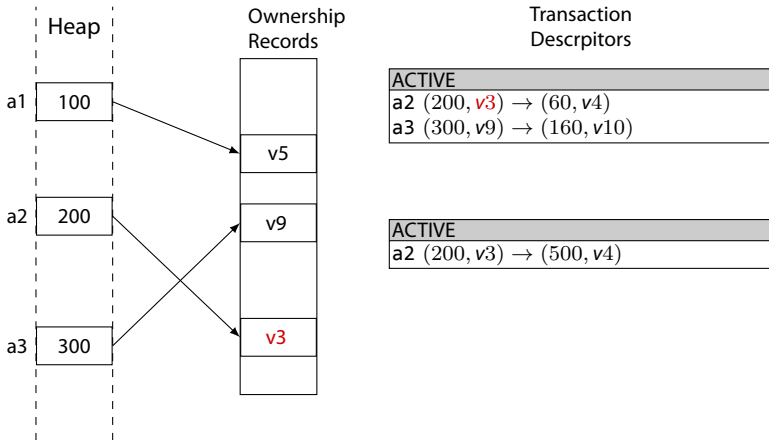 Heap
Ownership
Records
Transaction
Descrpitors
a1
100
a2
200
a3
300
v5
v9
v3
ACTIVE
a2 (200, v3) → (60, v4)
a3 (300, v9) → (160, v10)
ACTIVE
a2 (200, v3) → (500, v4)